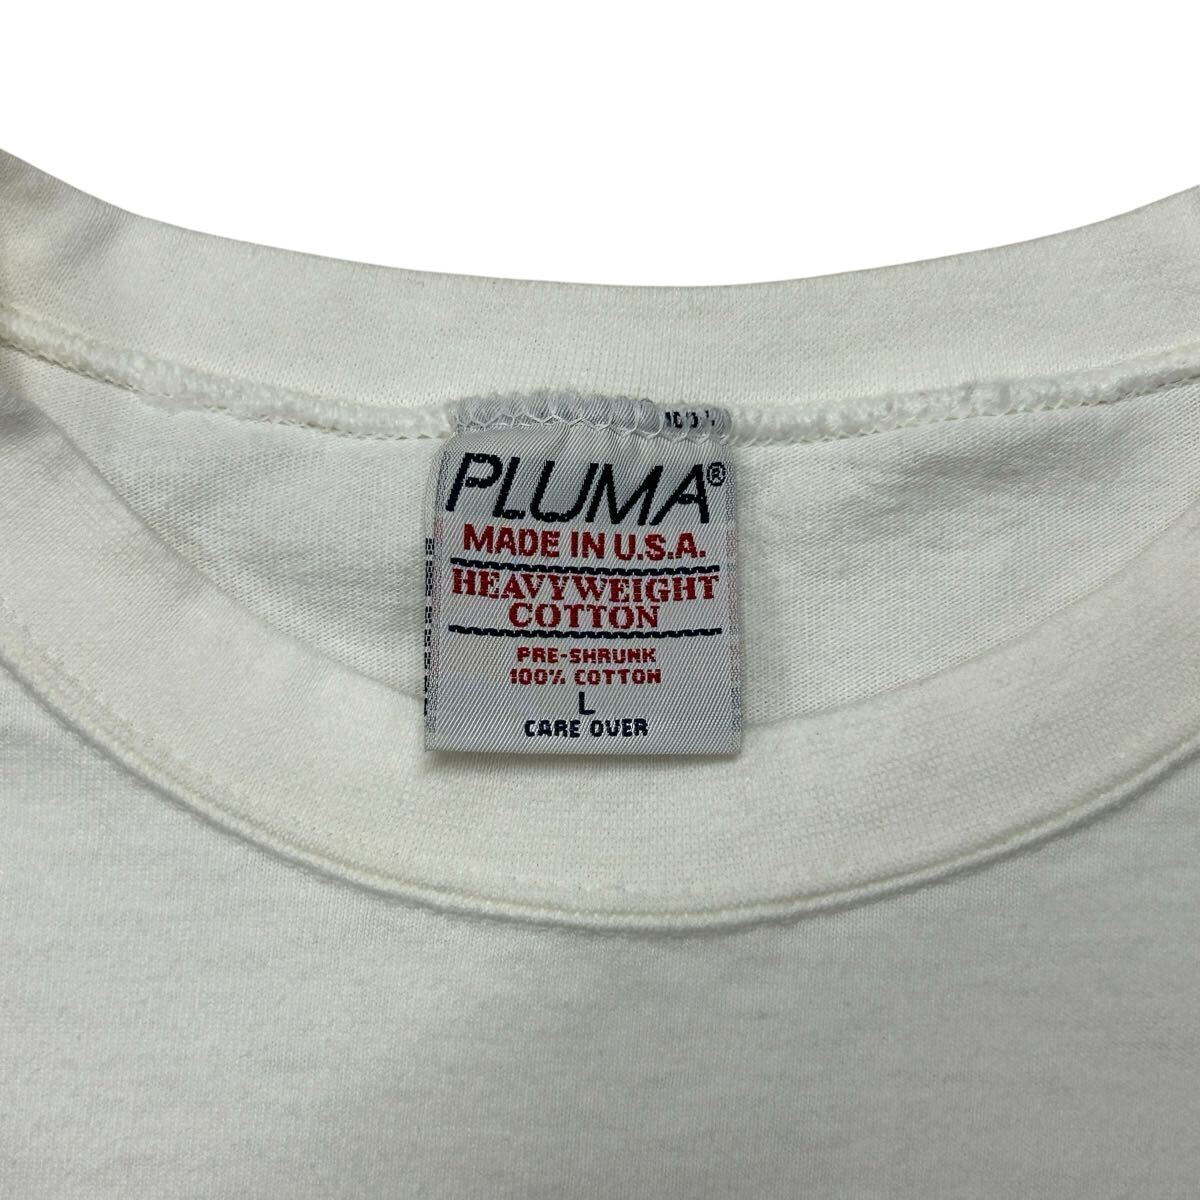 PLUMA®
MADE IN U.S.A.
HEAVYWEIGHT
COTTON
PRE-SHRUNK
100% COTTON
L
CARE OVER